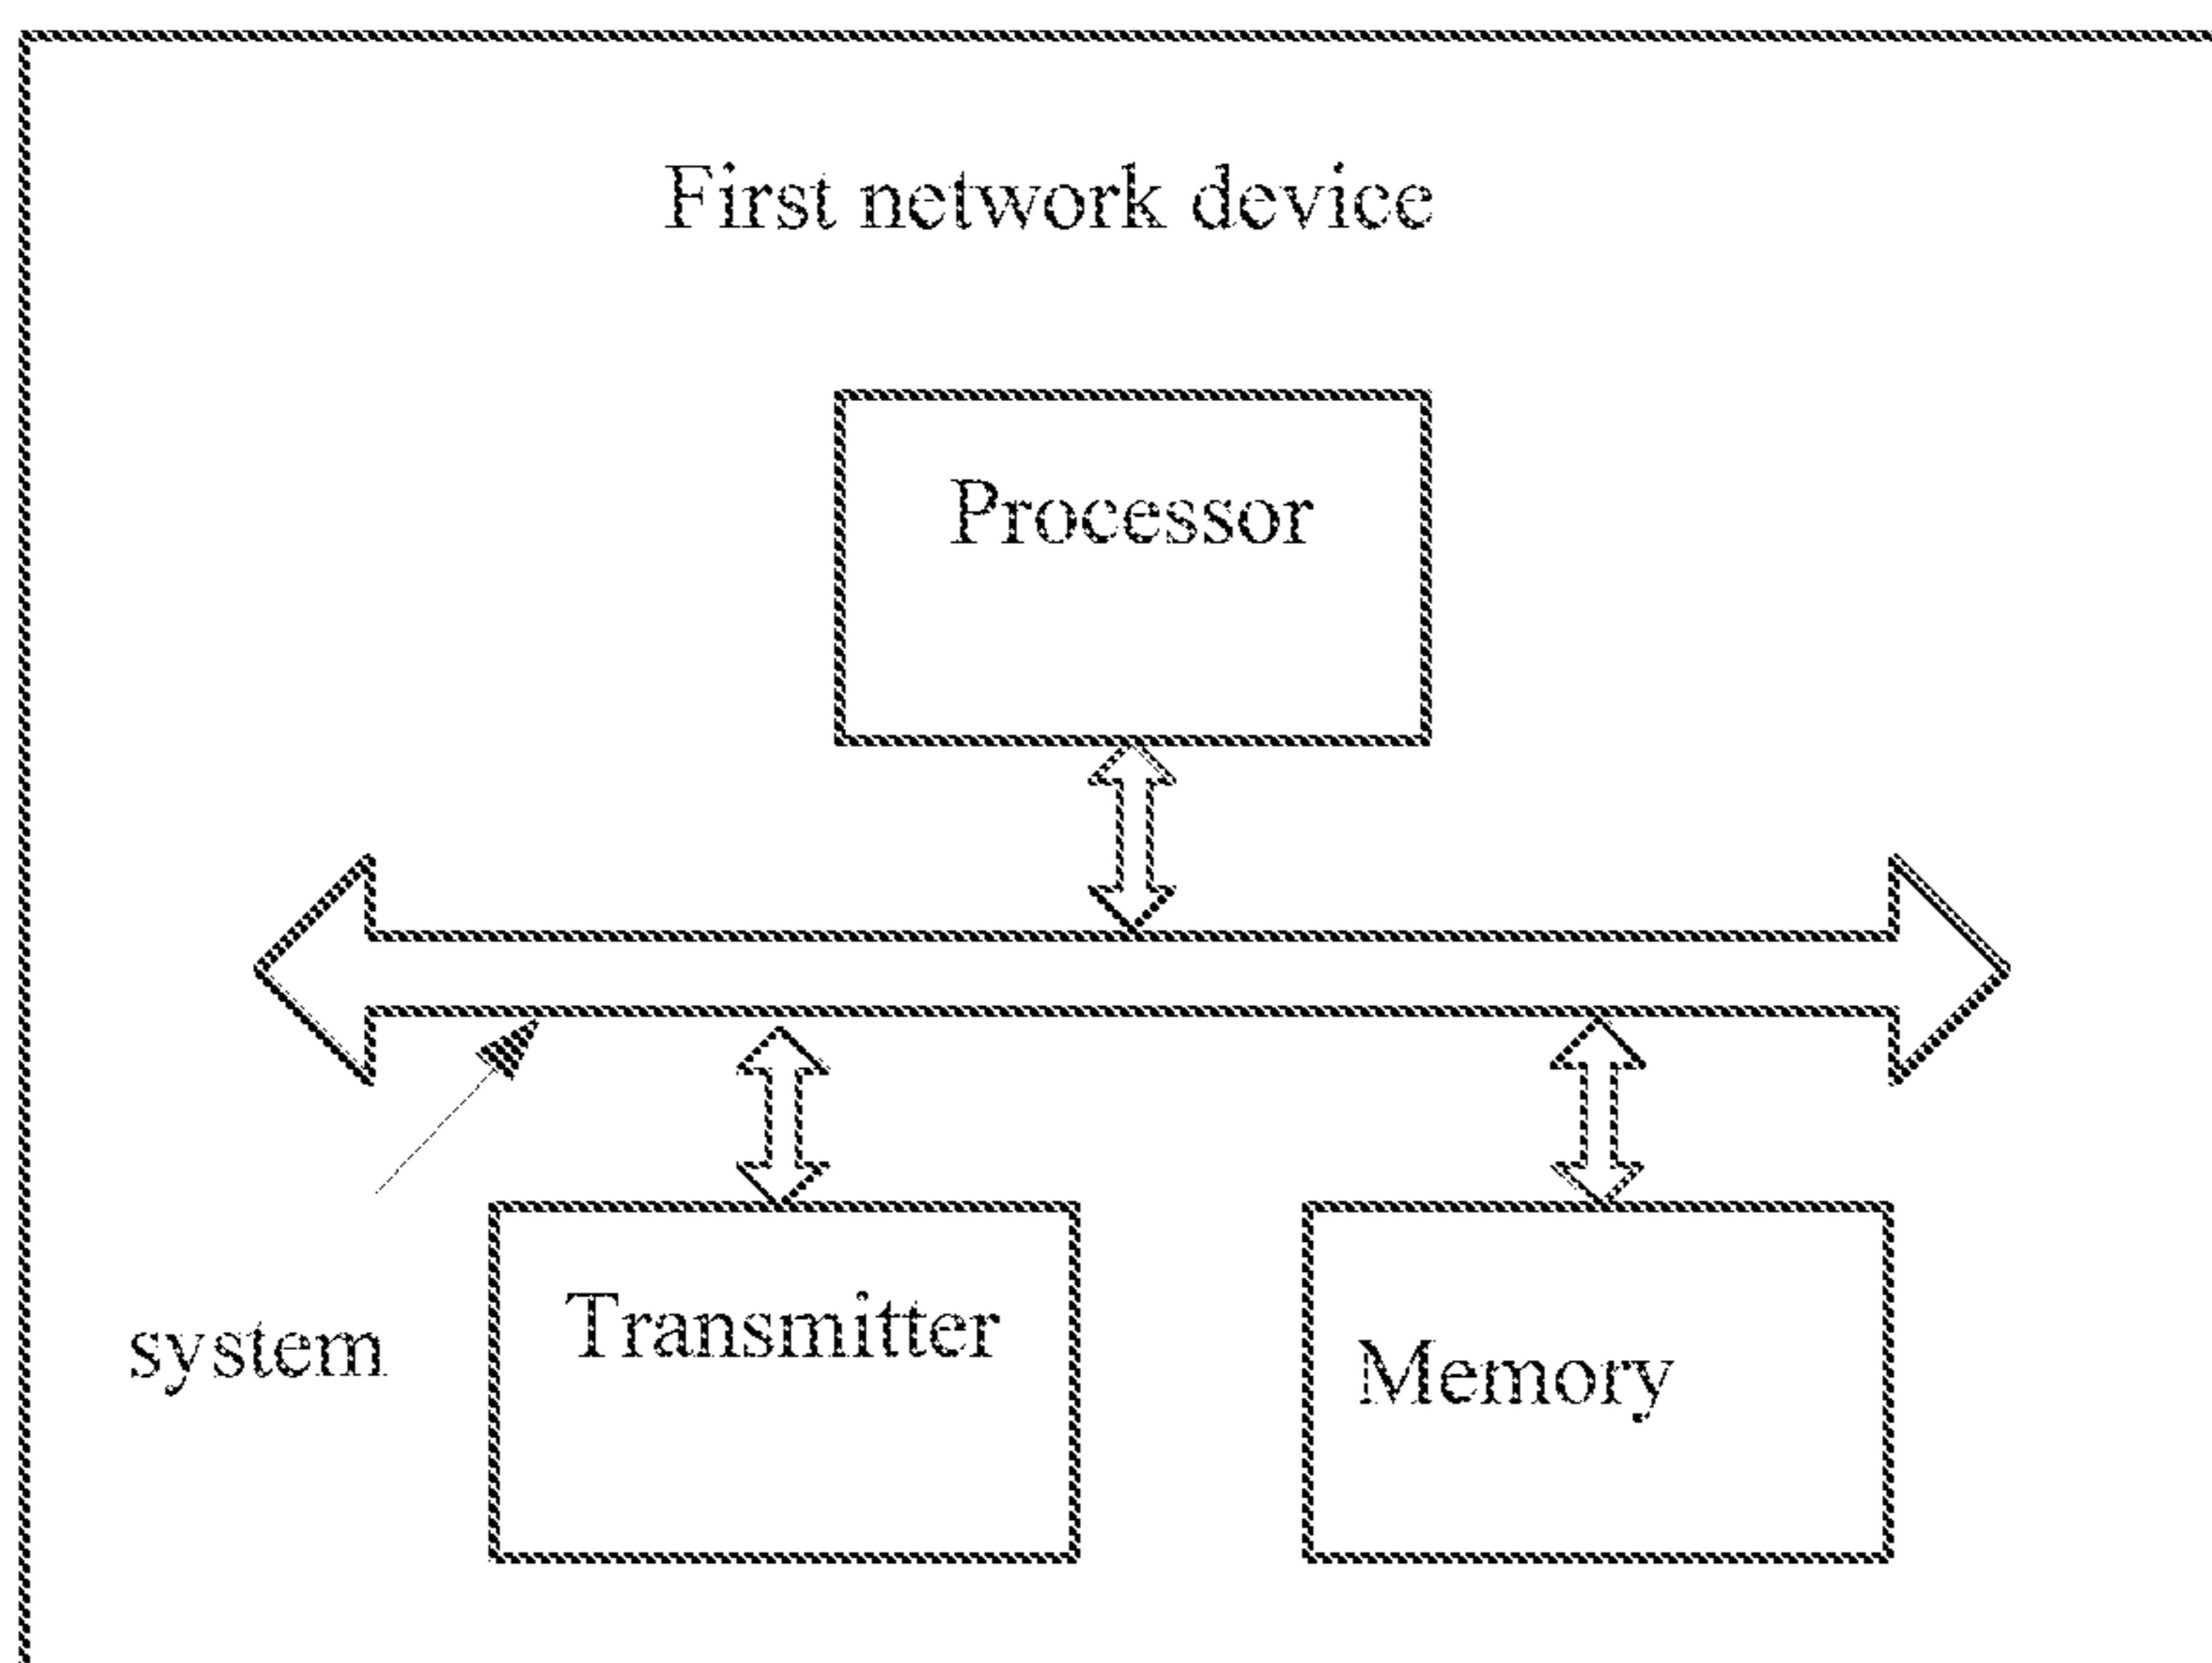 First network device
Processor
Transmitter
system
Memory